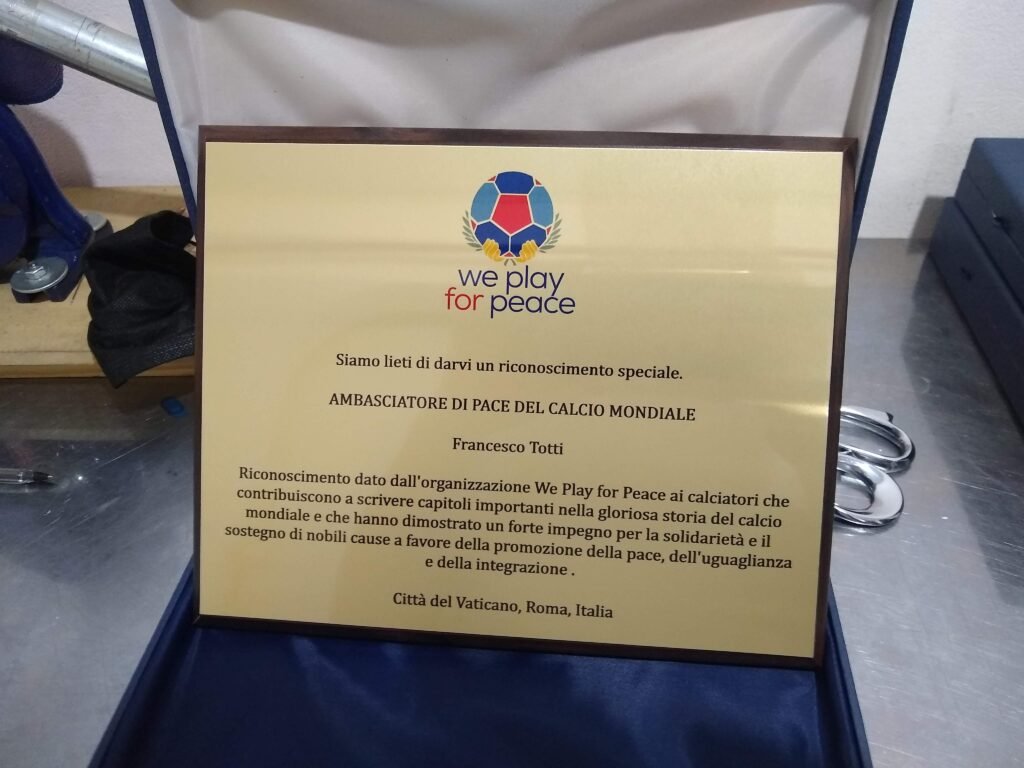 we play
for peace
Siamo lieti di darvi un riconoscimento speciale.
AMBASCIATORE DI PACE DEL CALCIO MONDIALE
Francesco Totti
Riconoscimento dato dall'organizzazione We Play for Peace ai calciatori che
contribuiscono a scrivere capitoli importanti nella gloriosa storia del calcio
mondiale e che hanno dimostrato un forte impegno per la solidarietà e il
sostegno di nobili cause a favore della promozione della pace, dell'uguaglianza
e della integrazione .
Città del Vaticano, Roma, Italia